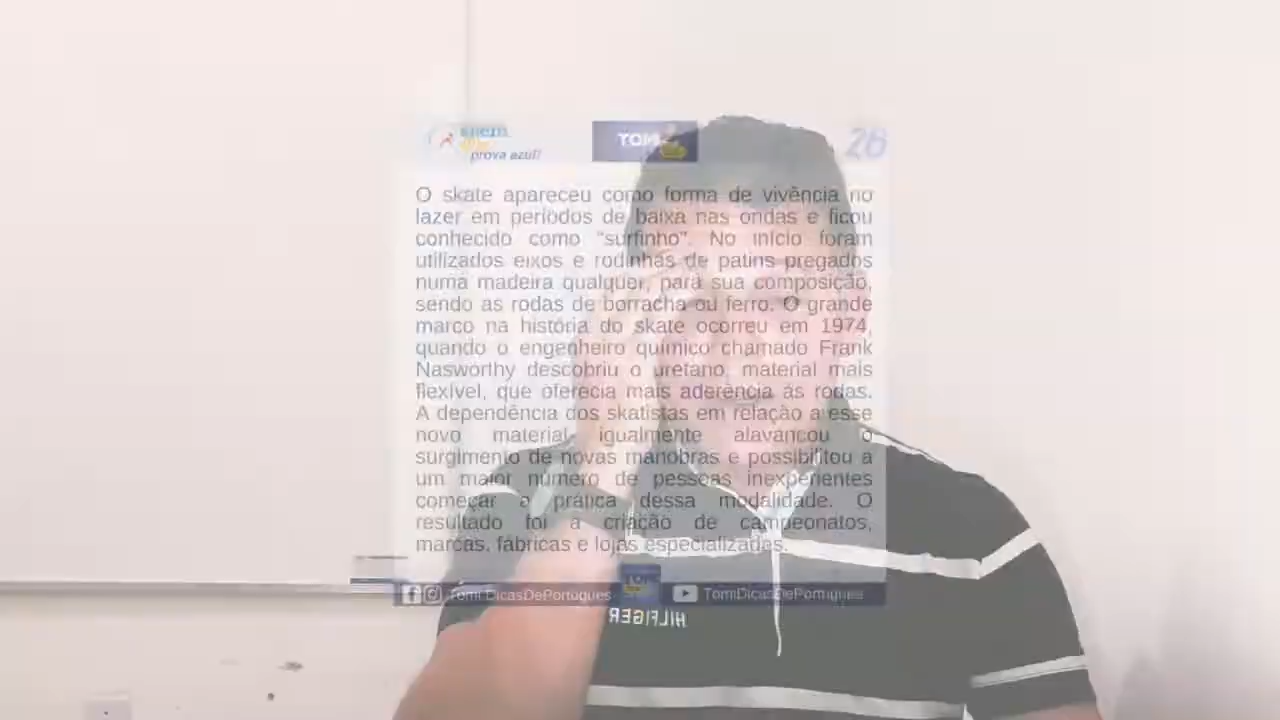 enem
prova azul!
TOMI
28
O skate apareceu como forma de vivência no
lazer em períodos de baixa nas ondas e ficou
conhecido como "surfinho". No início foram
utilizados eixos e rodinhas de patins pregados
numa madeira qualquer, para sua composição,
sendo as rodas de borracha ou ferro. O grande
marco na história do skate ocorreu em 1974,
quando o engenheiro químico chamado Frank
Nasworthy descobriu o uretano, material mais
flexível, que oferecia mais aderência às rodas.
A dependência dos skatistas em relação a esse
novo material igualmente alavancou o
surgimento de novas manobras e possibilitou a
um maior número de pessoas inexperientes
começar a prática dessa modalidade. O
resultado foi a criação de campeonatos,
marcas, fábricas e lojas especializadas.
TOMI
TomiDicasDePortugues
TomiDicasDePortugues
HILFIGER